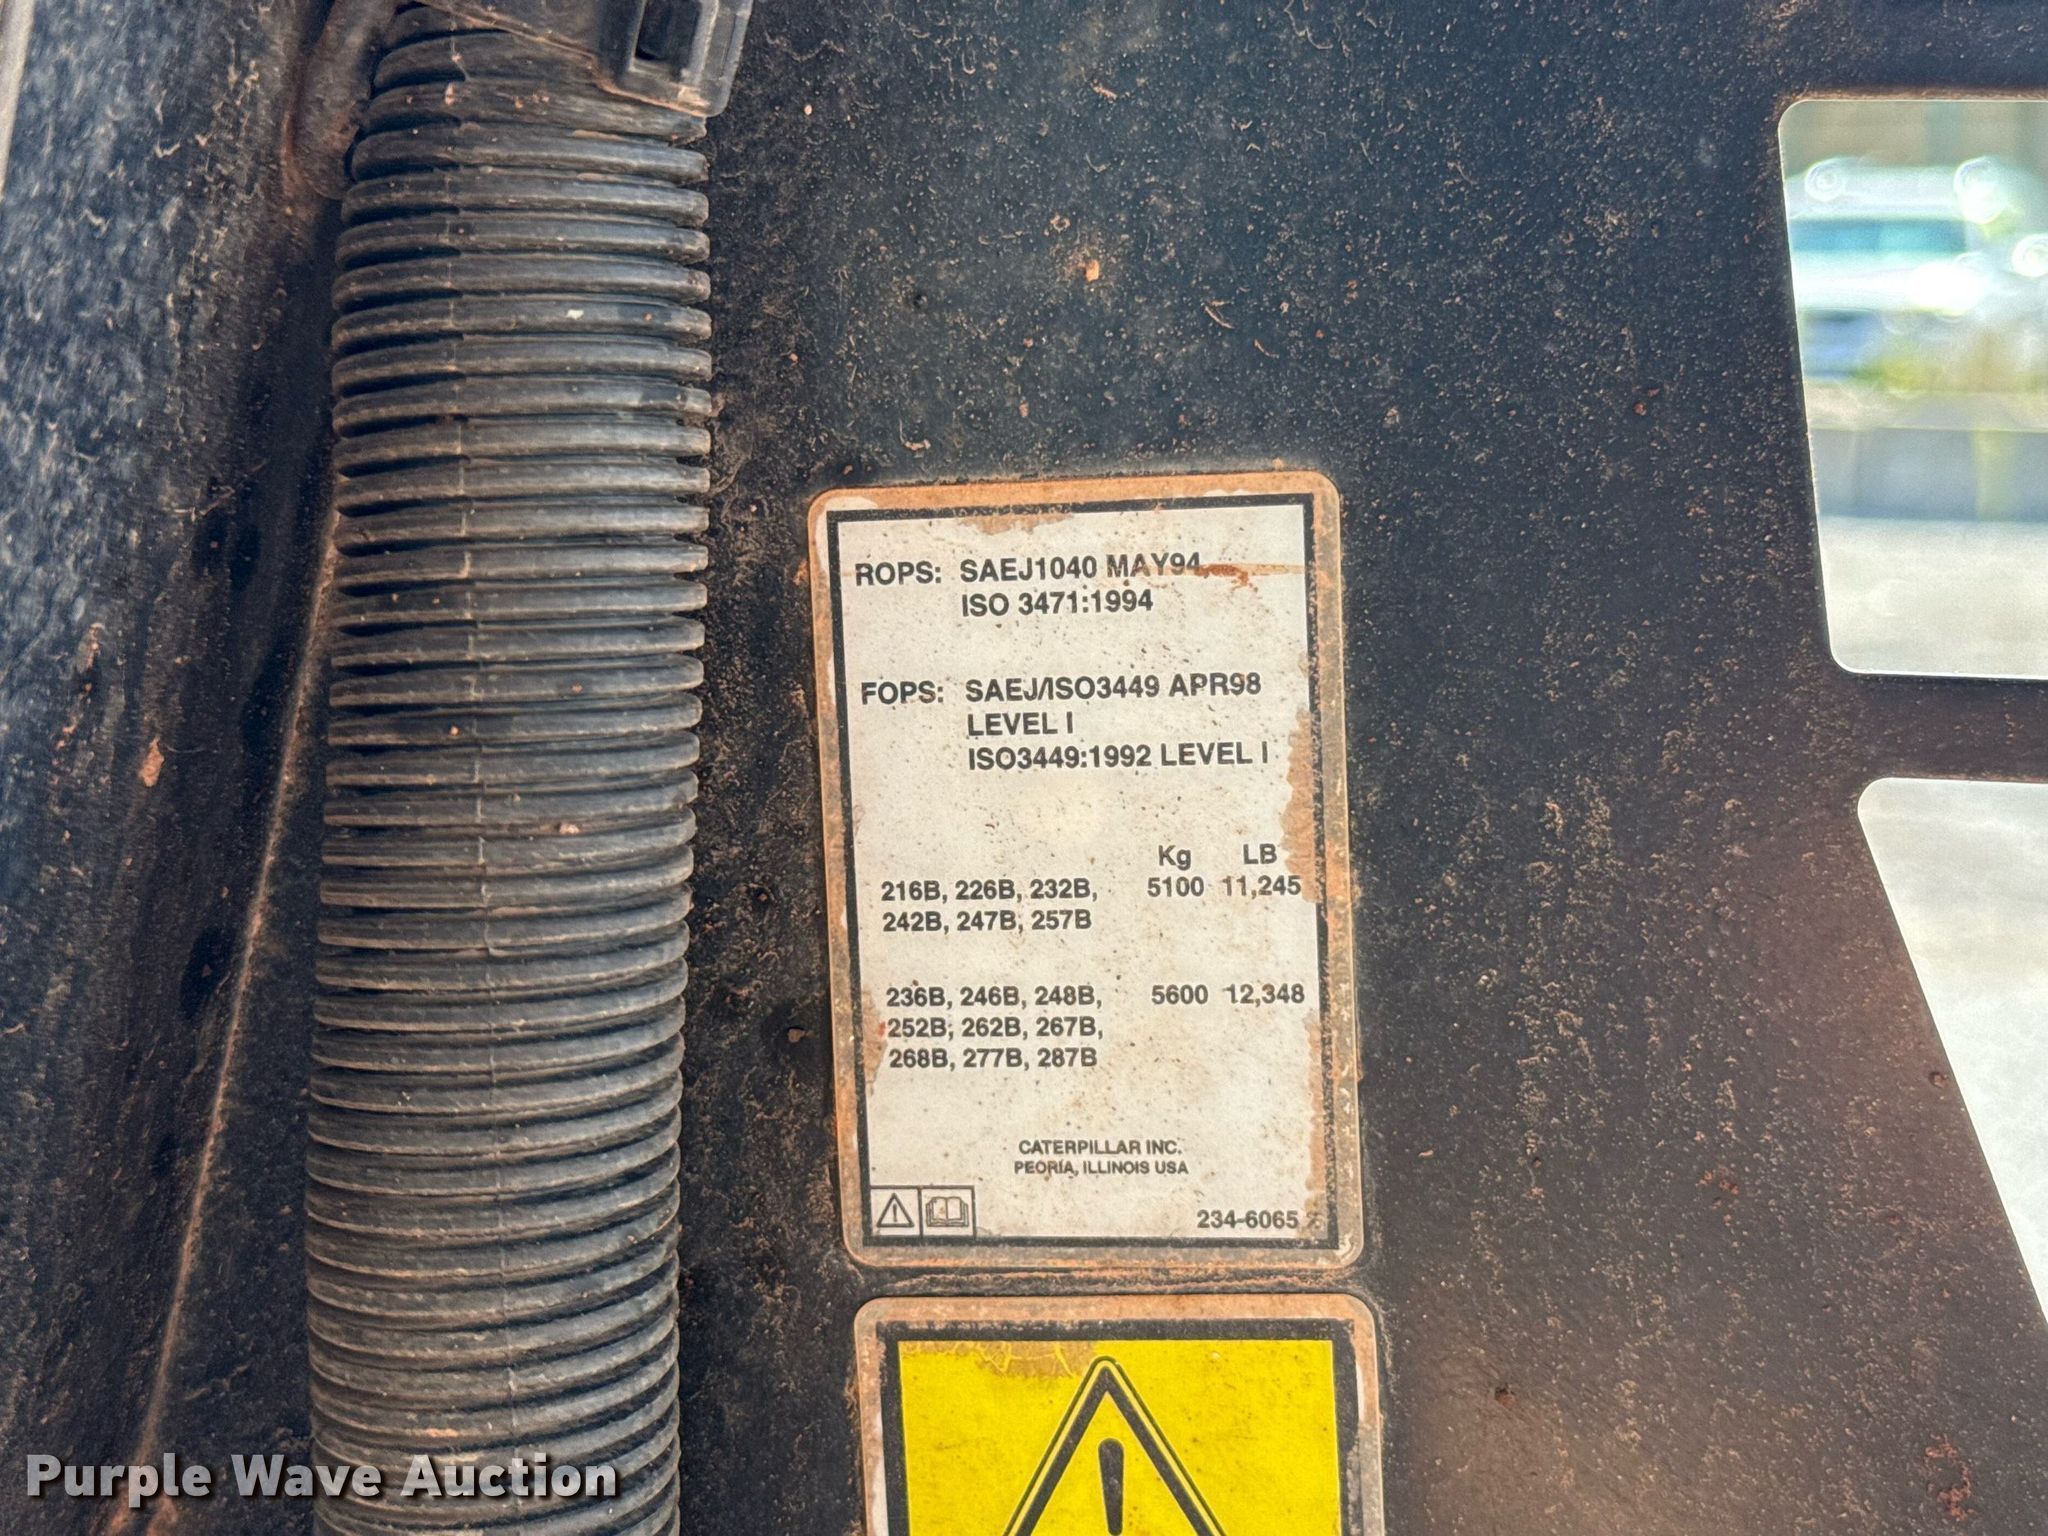 ROPS: SAEJ1040 MAY94,
ISO 3471:1994
FOPS: SAEJ/ISO3449 APR98
LEVEL I
ISO3449:1992 LEVEL I
Kg LB
216B, 226B, 232B, 5100 11,245
242B, 247B, 257B
236B, 246B, 248B, 5600 12,348
252B, 262B, 267B,
268B, 277B, 287B
CATERPILLAR INC.
PEORIA, ILLINOIS USA
234-6065
Purple Wave Auction